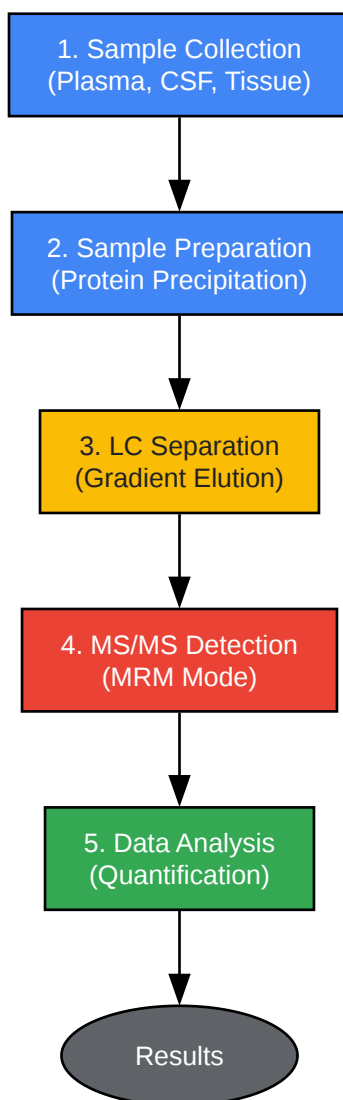 1. Sample Collection
(Plasma, CSF, Tissue)
2. Sample Preparation
(Protein Precipitation)
3. LC Separation
(Gradient Elution)
4. MS/MS Detection
(MRM Mode)
5. Data Analysis
(Quantification)
Results